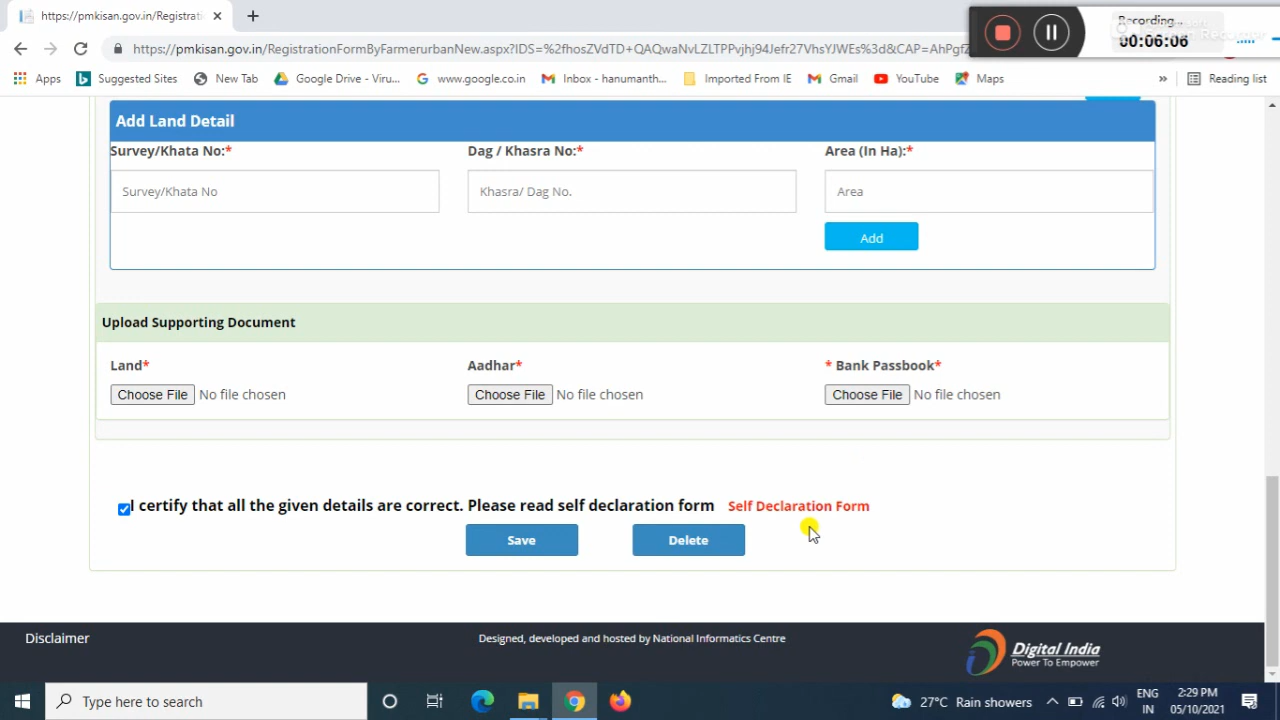 https://pmkisan.gov.in/Registrati
Recording...
00:06:06
https://pmkisan.gov.in/RegistrationFormByFarmerurbanNew.aspx?IDS=%2fhosZVdTD+QAQwaNvLZLTPPvjhj94Jefr27VhsYJWEs%3d&CAP=AhPgfZ
Apps Suggested Sites New Tab Google Drive - Viru... www.google.co.in Inbox - hanumanth... Imported From IE Gmail YouTube Maps » Reading list
Add Land Detail
Survey/Khata No:* Dag / Khasra No:* Area (In Ha):*
Survey/Khata No Khasra/ Dag No. Area
Add
Upload Supporting Document
Land* Aadhar* * Bank Passbook*
Choose File No file chosen Choose File No file chosen Choose File No file chosen
I certify that all the given details are correct. Please read self declaration form Self Declaration Form
Save Delete
Disclaimer Designed, developed and hosted by National Informatics Centre Digital India
Power To Empower
Type here to search 27°C Rain showers ENG 2:29 PM
IN 05/10/2021